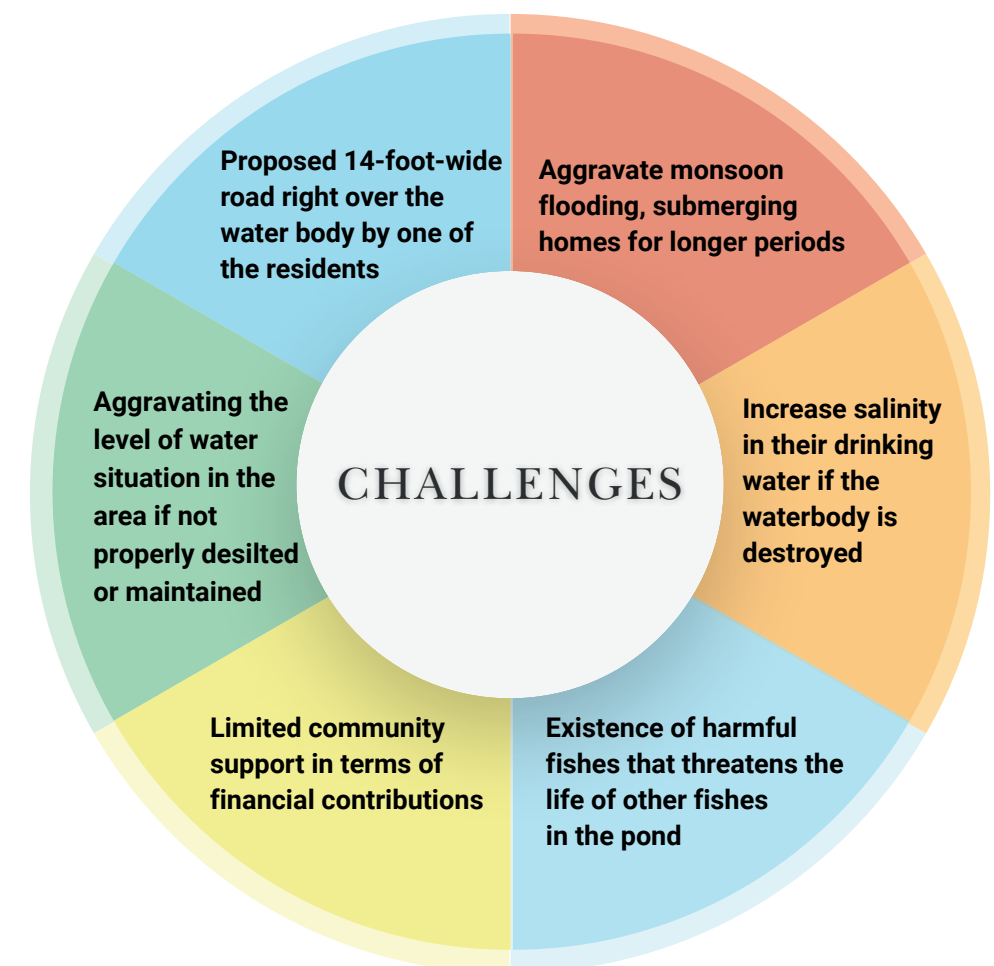 Proposed 14-foot-wide
road right over the
water body by one of
the residents
Aggravate monsoon
flooding, submerging
homes for longer periods
Aggravating the
level of water
situation in the
area if not
properly desilted
or maintained
CHALLENGES
Increase salinity
in their drinking
water if the
waterbody is
destroyed
Limited community
support in terms of
financial contributions
Existence of harmful
fishes that threatens the
life of other fishes
in the pond